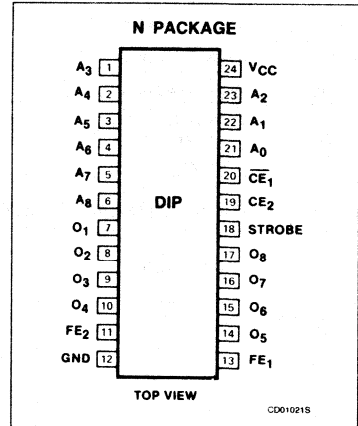 N PACKAGE
A3 1 24 VCC
A4 2 23 A2
A5 3 22 A1
A6 4 21 A0
A7 5 20 C̅E̅1
A8 6 DIP 19 CE2
O1 7 18 STROBE
O2 8 17 O8
O3 9 16 O7
O4 10 15 O6
FE2 11 14 O5
GND 12 13 FE1
TOP VIEW
CD01021S